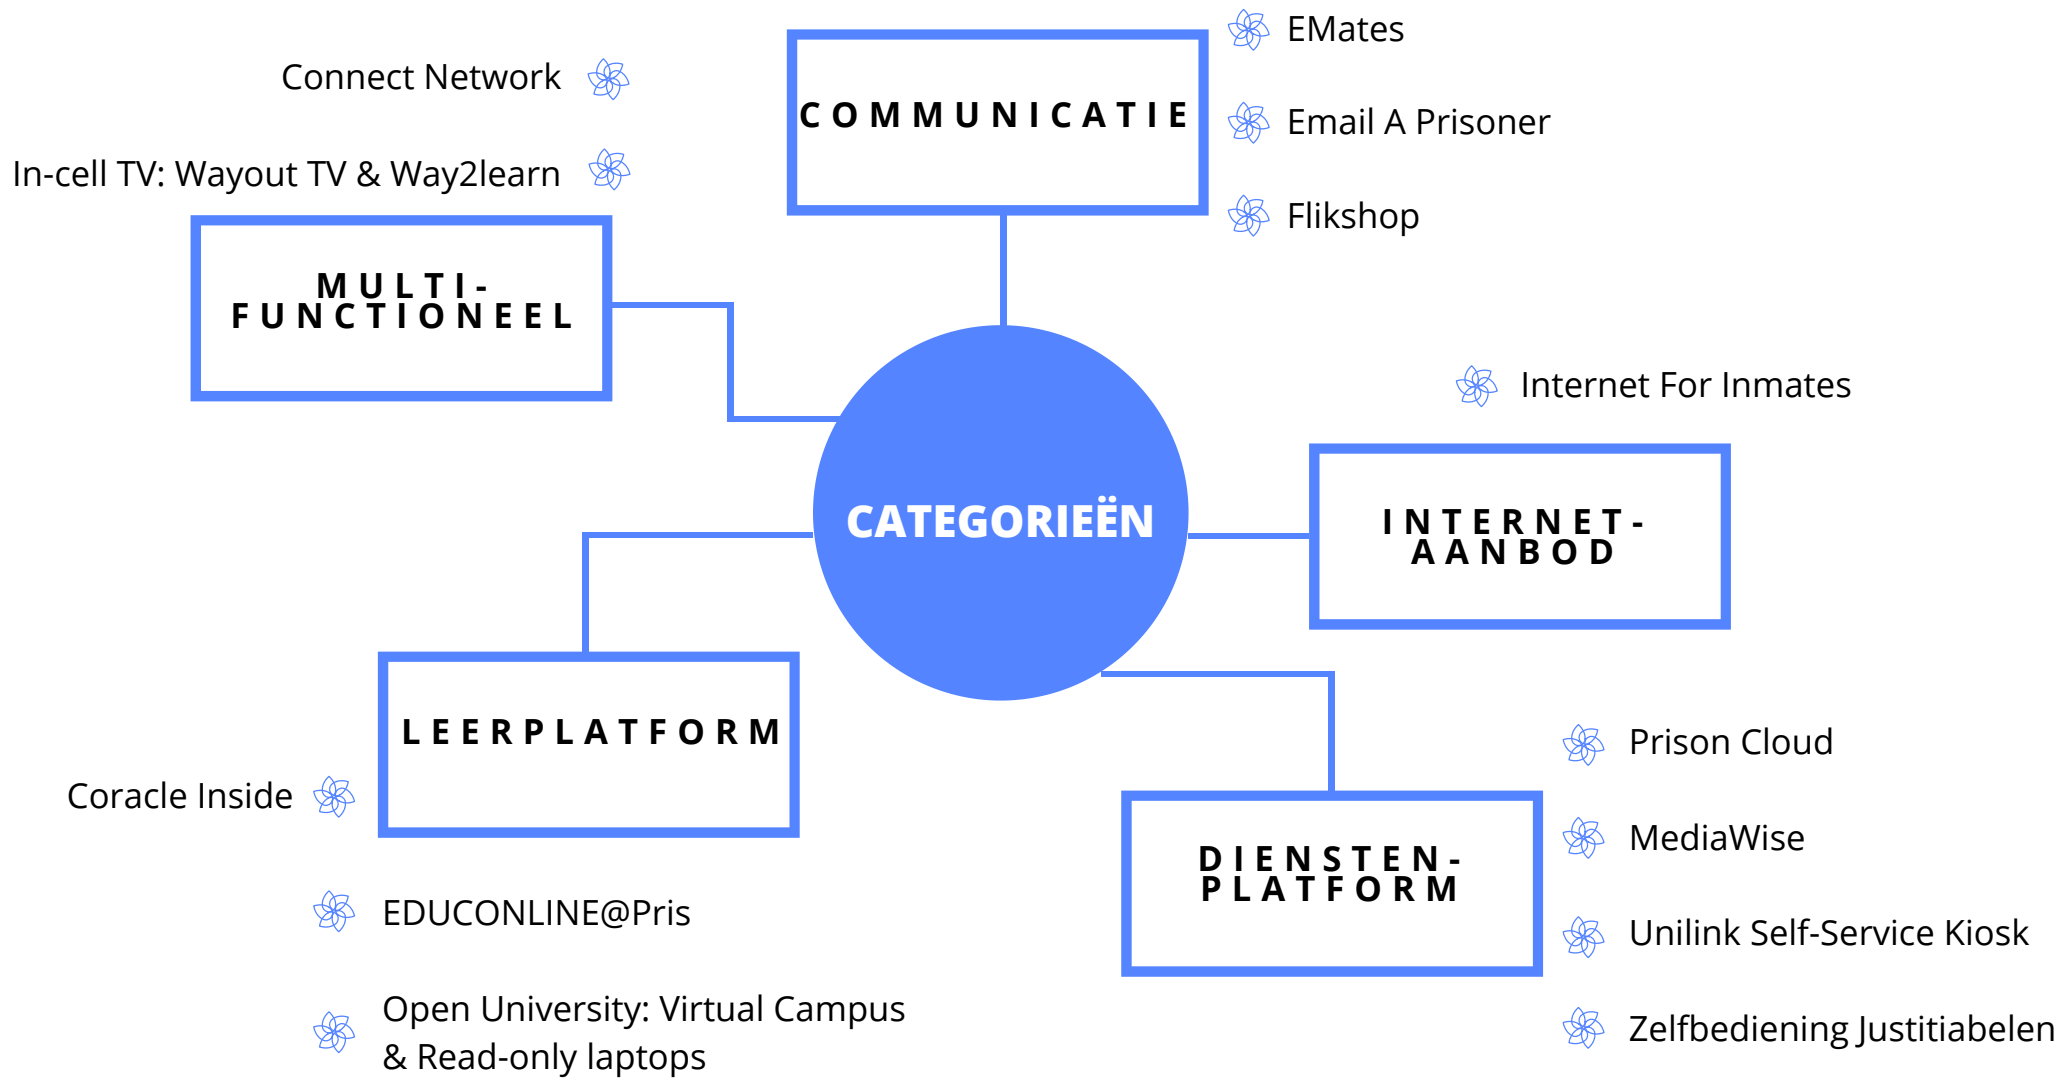 COMMUNICATIE
EMates
Email A Prisoner
Flikshop
Connect Network
In-cell TV: Wayout TV & Way2learn
MULTI-
FUNCTIONEEL
CATEGORIEËN
Internet For Inmates
INTERNET-
AANBOD
LEERPLATFORM
Coracle Inside
EDUCONLINE@Pris
Open University: Virtual Campus
& Read-only laptops
DIENSTEN-
PLATFORM
Prison Cloud
MediaWise
Unilink Self-Service Kiosk
Zelfbediening Justitiabelen